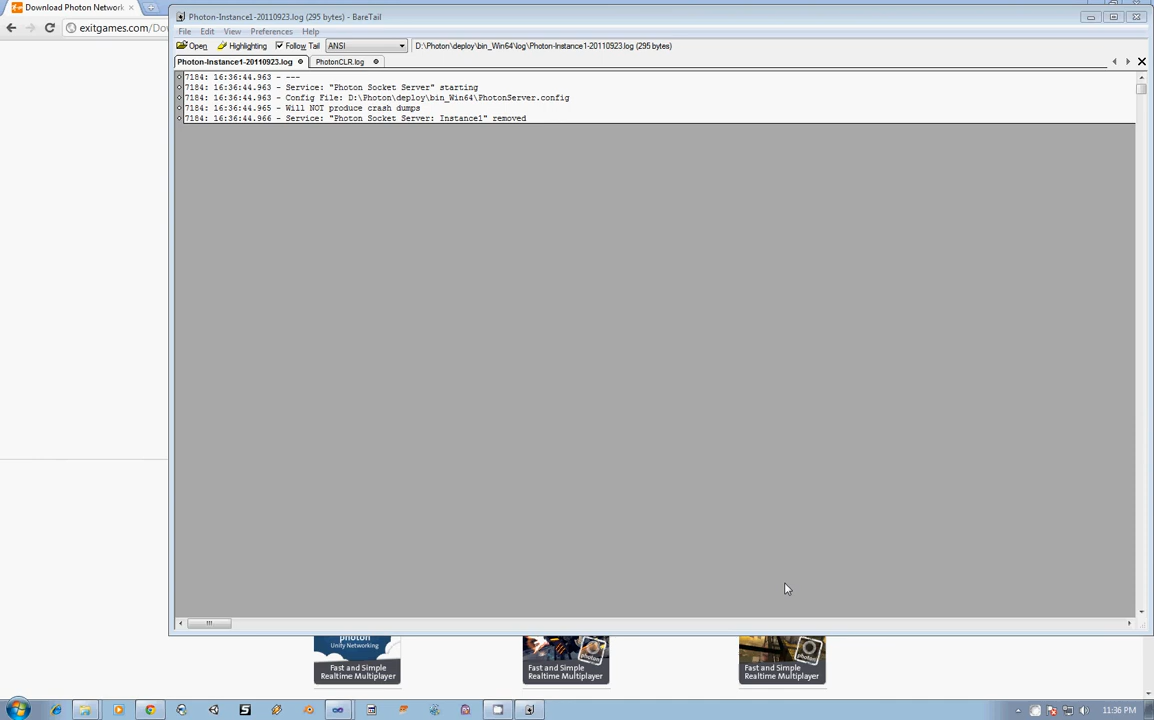 Download Photon Network
exitgames.com/Do
Photon-Instance1-20110923.log (295 bytes) - BareTail
File Edit View Preferences Help
Open Highlighting Follow Tail ANSI D:\Photon\deploy\bin_Win64\log\Photon-Instance1-20110923.log (295 bytes)
Photon-Instance1-20110923.log PhotonCLR.log
7184: 16:36:44.963 - ---
7184: 16:36:44.963 - Service: "Photon Socket Server" starting
7184: 16:36:44.963 - Config File: D:\Photon\deploy\bin_Win64\PhotonServer.config
7184: 16:36:44.965 - Will NOT produce crash dumps
7184: 16:36:44.966 - Service: "Photon Socket Server: Instance1" removed
photon
Unity Networking
Fast and Simple
Realtime Multiplayer
photon
Fast and Simple
Realtime Multiplayer
photon
Fast and Simple
Realtime Multiplayer
11:36 PM